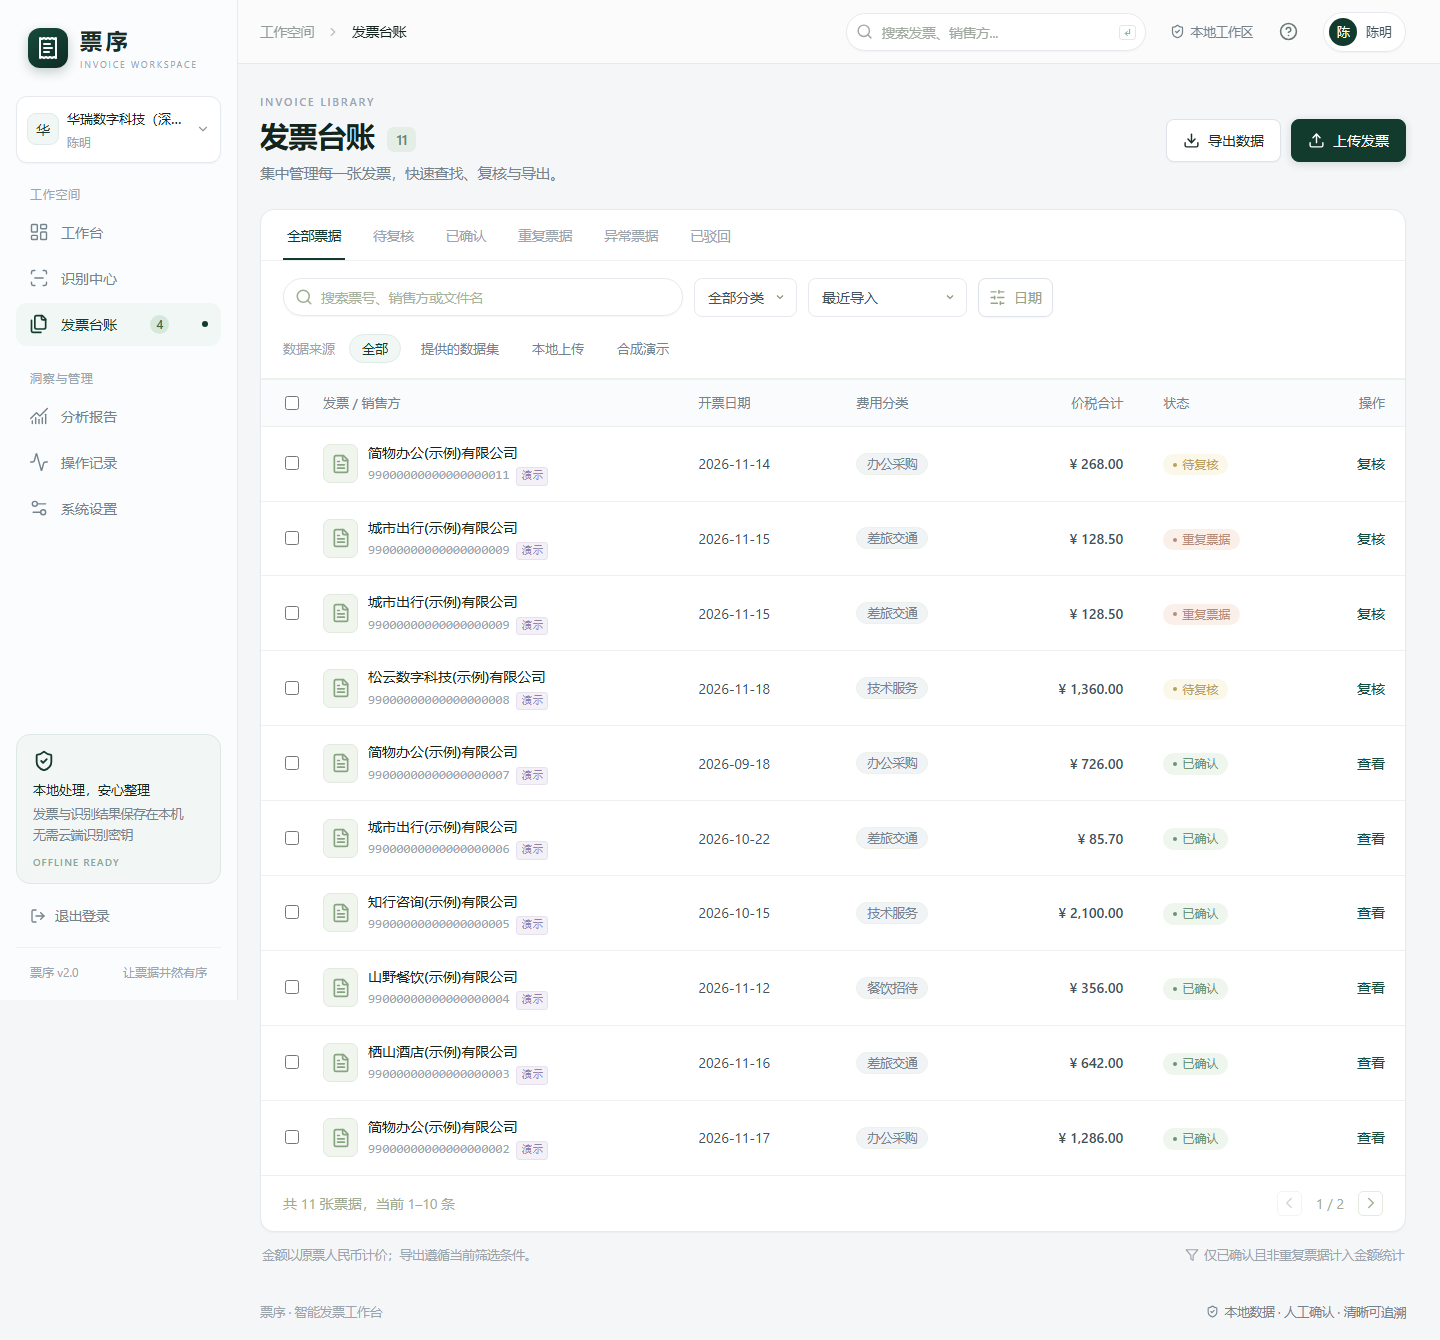 票序
INVOICE WORKSPACE
华
华瑞数字科技（深...
陈明
工作空间
工作台
识别中心
发票台账
4
洞察与管理
分析报告
操作记录
系统设置
本地处理，安心整理
发票与识别结果保存在本机
无需云端识别密钥
OFFLINE READY
退出登录
票序 v2.0
让票据井然有序
工作空间
发票台账
搜索发票、销售方...
本地工作区
陈
陈明
INVOICE LIBRARY
发票台账
11
集中管理每一张发票，快速查找、复核与导出。
导出数据
上传发票
全部票据
待复核
已确认
重复票据
异常票据
已驳回
搜索票号、销售方或文件名
全部分类
最近导入
日期
数据来源
全部
提供的数据集
本地上传
合成演示
发票 / 销售方
开票日期
费用分类
价税合计
状态
操作
简物办公(示例)有限公司
99000000000000000011 演示
2026-11-14
办公采购
¥ 268.00
待复核
复核
城市出行(示例)有限公司
99000000000000000009 演示
2026-11-15
差旅交通
¥ 128.50
重复票据
复核
城市出行(示例)有限公司
99000000000000000009 演示
2026-11-15
差旅交通
¥ 128.50
重复票据
复核
松云数字科技(示例)有限公司
99000000000000000008 演示
2026-11-18
技术服务
¥ 1,360.00
待复核
复核
简物办公(示例)有限公司
99000000000000000007 演示
2026-09-18
办公采购
¥ 726.00
已确认
查看
城市出行(示例)有限公司
99000000000000000006 演示
2026-10-22
差旅交通
¥ 85.70
已确认
查看
知行咨询(示例)有限公司
99000000000000000005 演示
2026-10-15
技术服务
¥ 2,100.00
已确认
查看
山野餐饮(示例)有限公司
99000000000000000004 演示
2026-11-12
餐饮招待
¥ 356.00
已确认
查看
栖山酒店(示例)有限公司
99000000000000000003 演示
2026-11-16
差旅交通
¥ 642.00
已确认
查看
简物办公(示例)有限公司
99000000000000000002 演示
2026-11-17
办公采购
¥ 1,286.00
已确认
查看
共 11 张票据，当前 1–10 条
1 / 2
金额以原票人民币计价；导出遵循当前筛选条件。
仅已确认且非重复票据计入金额统计
票序 · 智能发票工作台
本地数据 · 人工确认 · 清晰可追溯